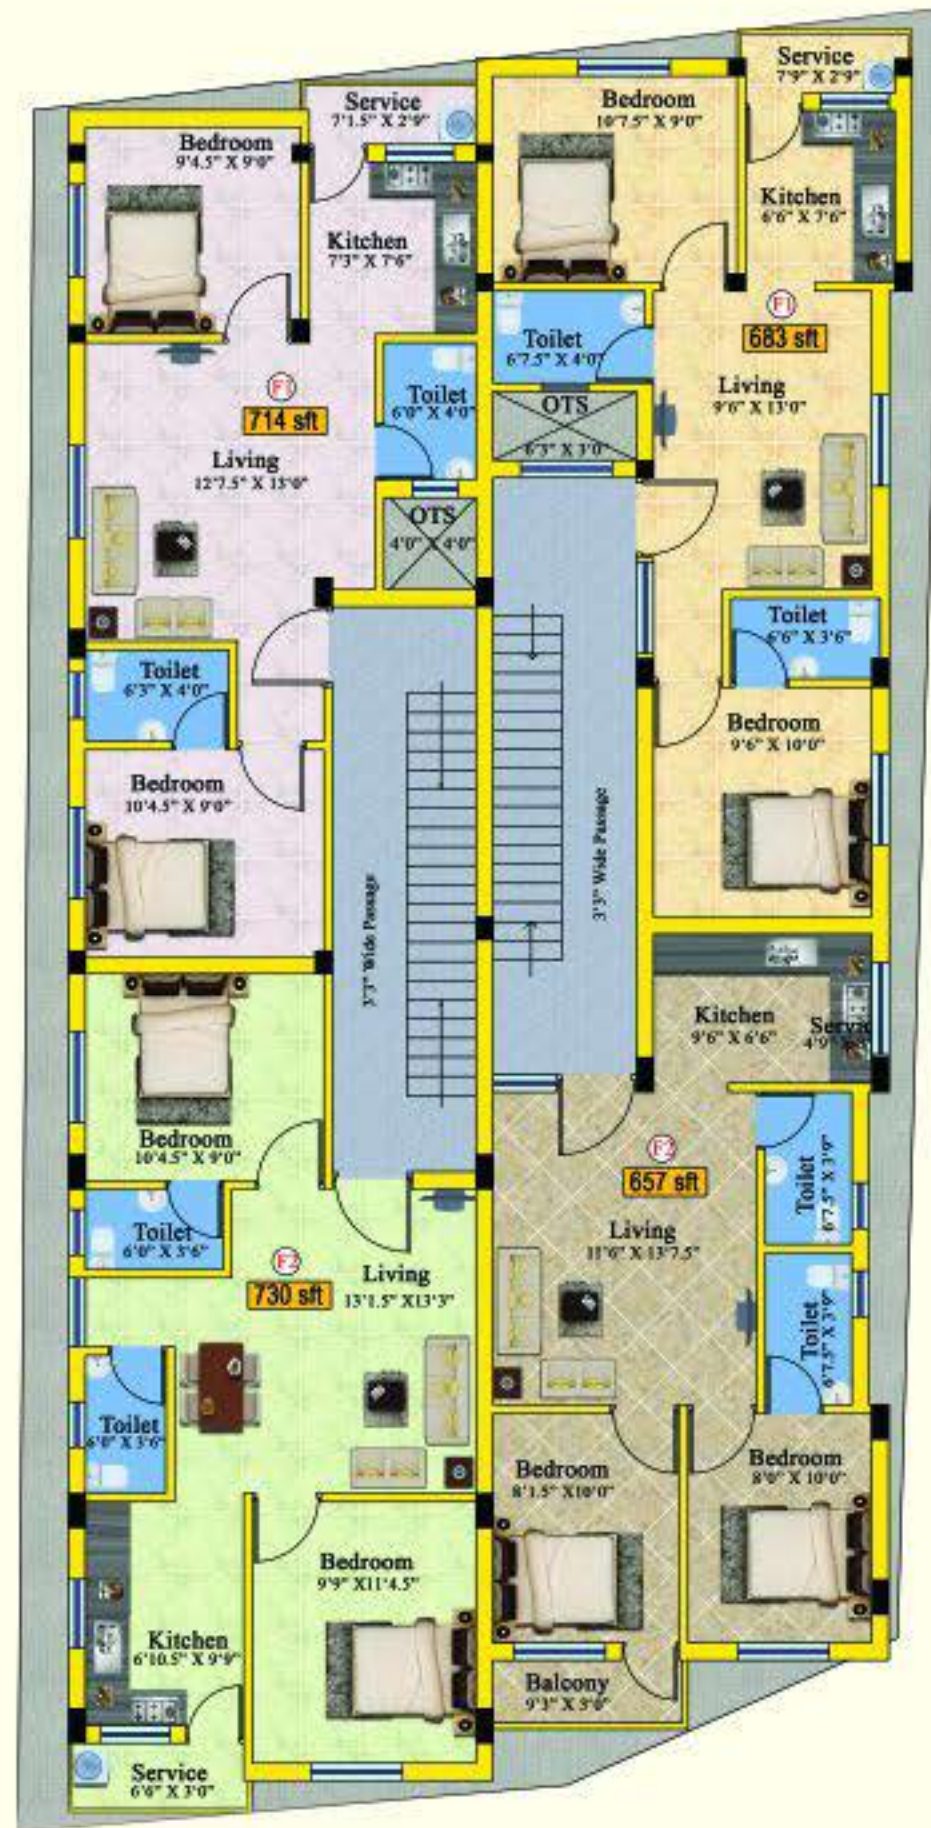 Service
7'9" X 2'9"
Bedroom
10'7.5" X 9'0"
Service
7'1.5" X 2'9"
Bedroom
9'4.5" X 9'0"
Kitchen
6'6" X 7'6"
Kitchen
7'3" X 7'6"
F1
683 sft
Toilet
6'7.5" X 4'0"
Living
9'6" X 13'0"
F1
714 sft
Toilet
6'0" X 4'0"
OTS
6'3" X 3'0"
Living
12'7.5" X 13'0"
OTS
4'0" X 4'0"
Toilet
6'6" X 3'6"
Toilet
6'3" X 4'0"
Bedroom
9'6" X 10'0"
Bedroom
10'4.5" X 9'0"
3'3" Wide Passage
3'3" Wide Passage
Kitchen
9'6" X 6'6"
Bedroom
10'4.5" X 9'0"
F2
657 sft
Toilet
6'7.5" X 3'9"
Toilet
6'0" X 3'6"
Living
11'6" X 13'7.5"
F2
730 sft
Living
13'1.5" X13'3"
Toilet
6'7.5" X 3'9"
Toilet
6'0" X 3'6"
Bedroom
8'1.5" X10'0"
Bedroom
8'0" X 10'0"
Bedroom
9'9" X11'4.5"
Kitchen
6'10.5" X 9'9"
Balcony
9'3" X 3'0"
Service
6'6" X 3'0"